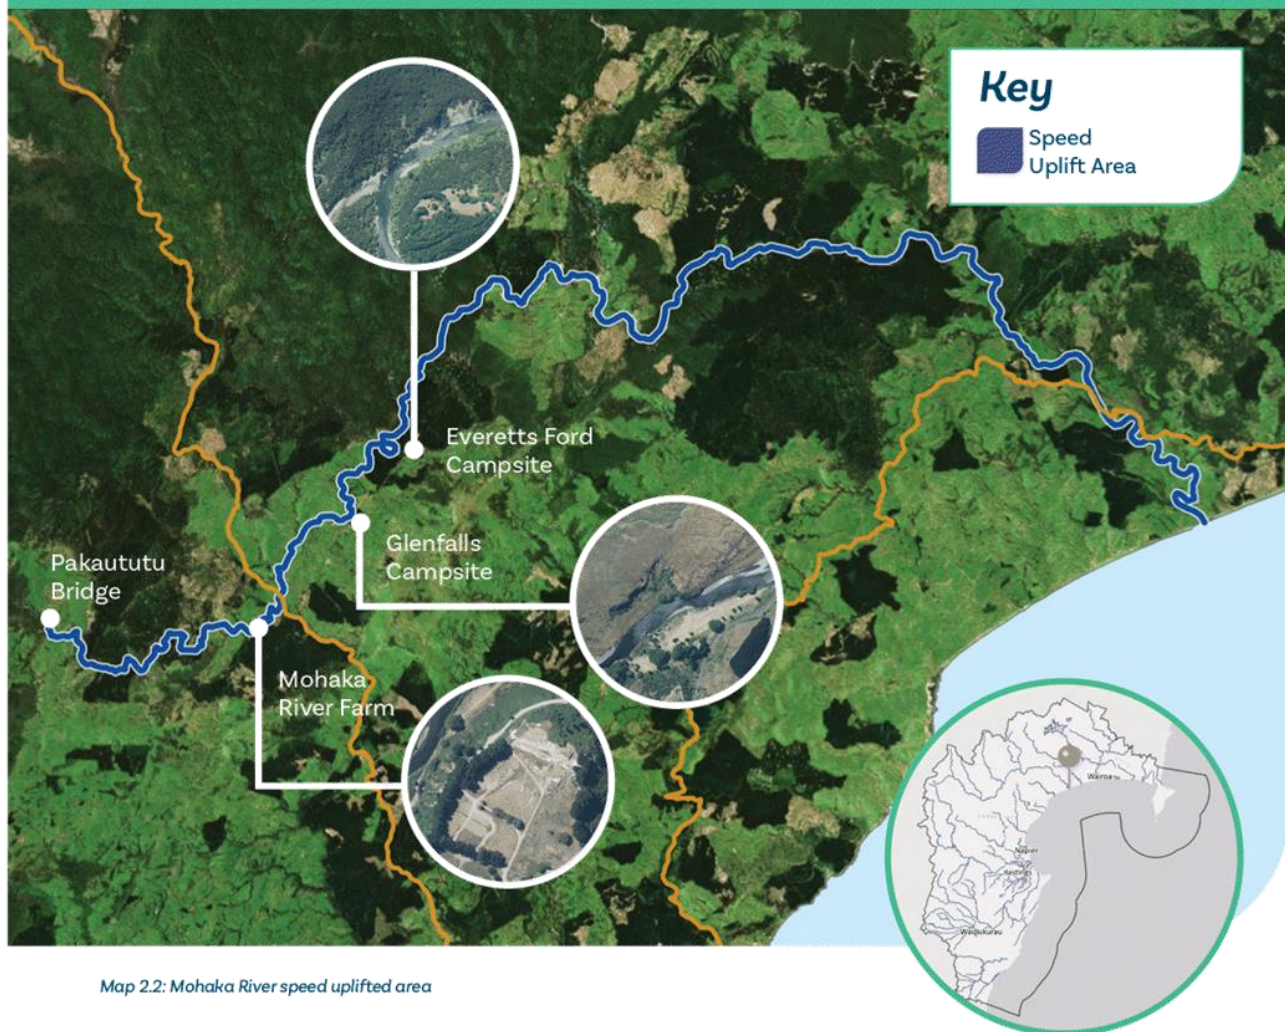 Key
Speed
Uplift Area
Everetts Ford
Campsite
Glenfalls
Campsite
Pakaututu
Bridge
Mohaka
River Farm
Wairoa
Napier
Hastings
Waipukurau
Map 2.2: Mohaka River speed uplifted area